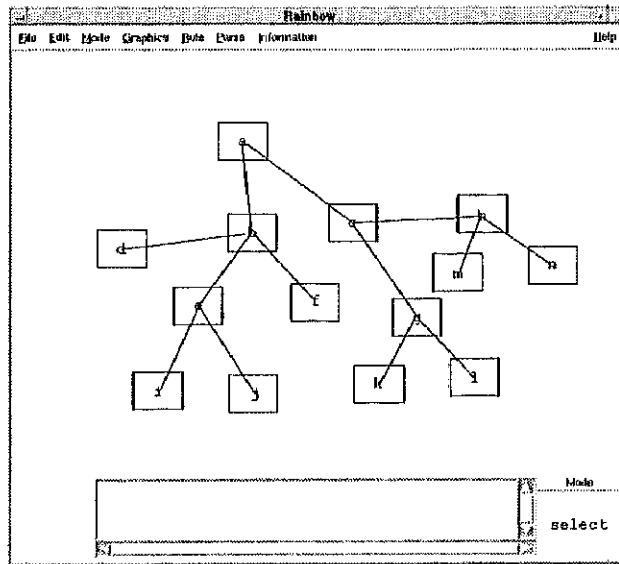 Rainbow
File Edit Mode Graphics Rule Parse Information Help
a
b c h
d
m n
e f g
i j k l
Mode
select